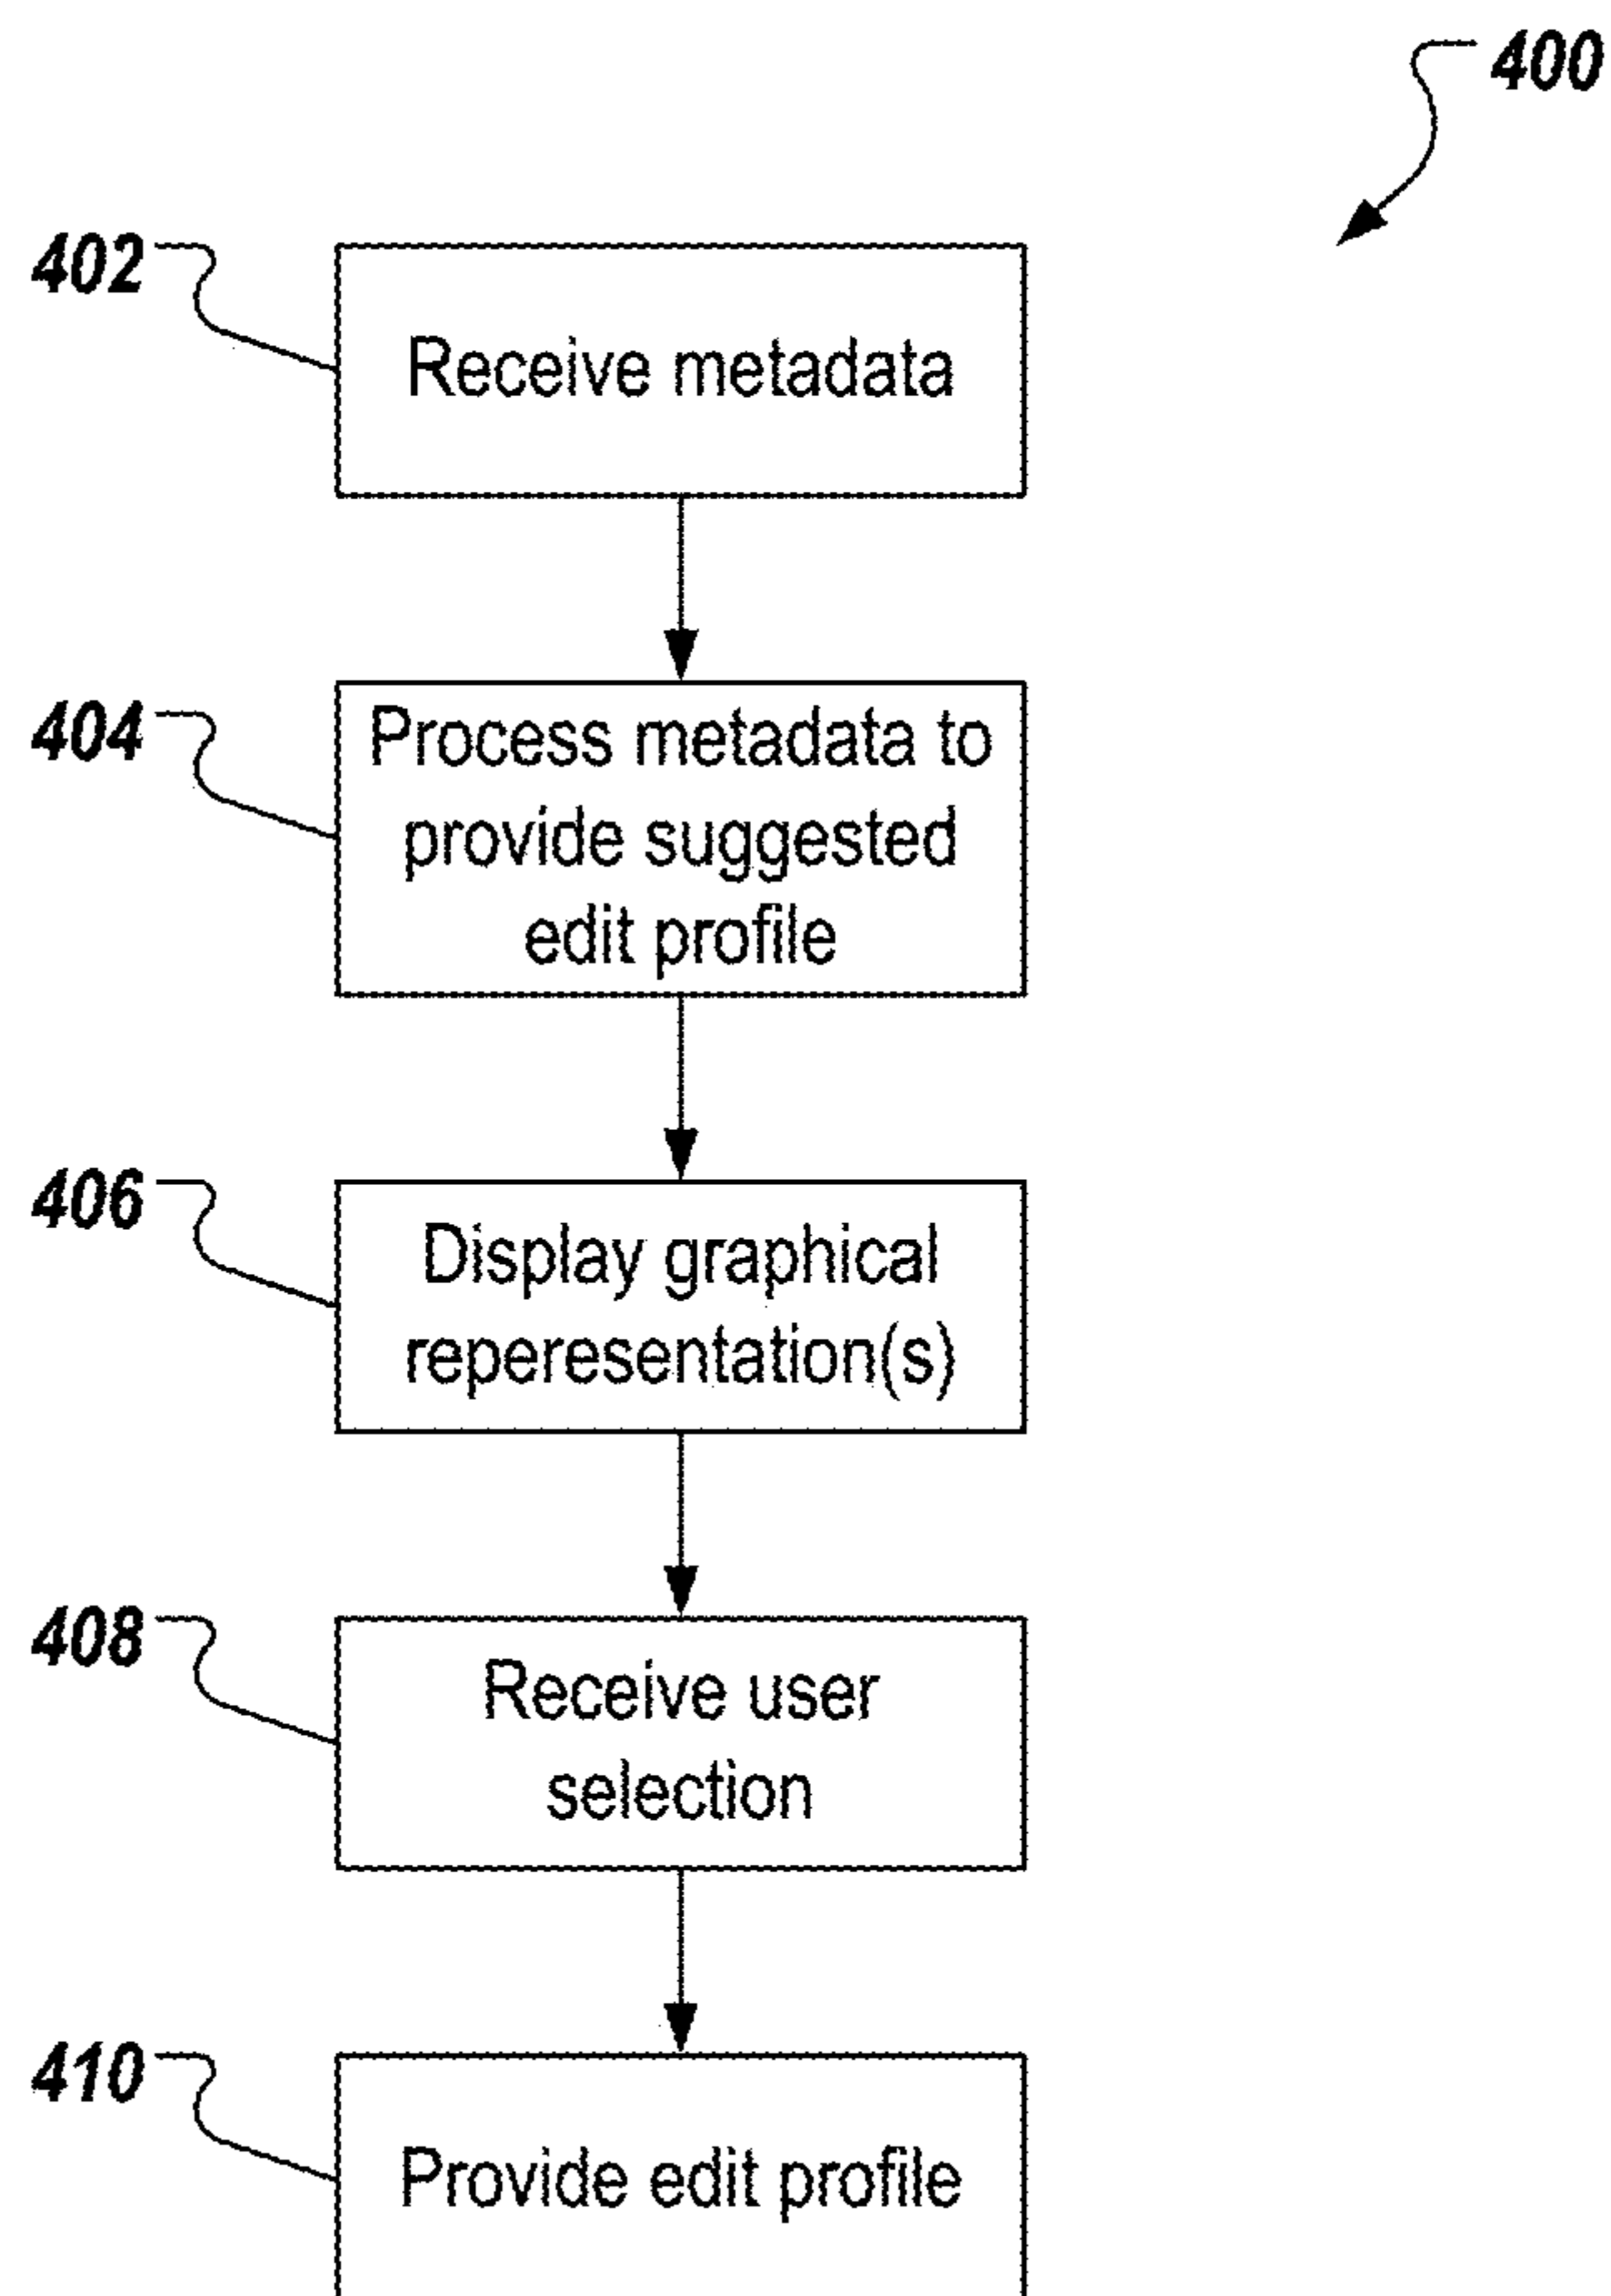 400
402
Receive metadata
404
Process metadata to
provide suggested
edit profile
406
Display graphical
reperesentation(s)
408
Receive user
selection
410
Provide edit profile